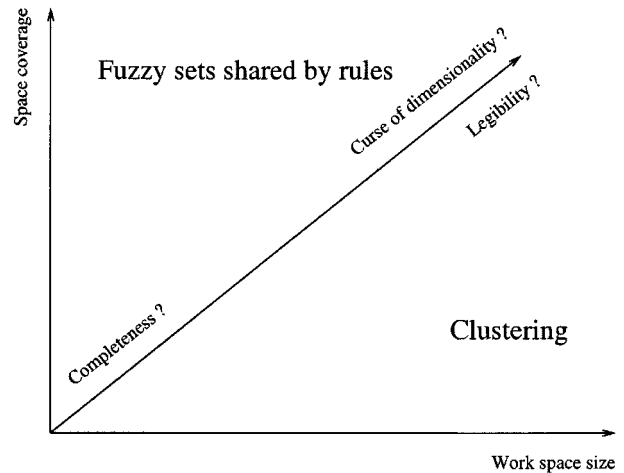 Space coverage
Fuzzy sets shared by rules
Curse of dimensionality ?
Legibility ?
Completeness ?
Clustering
Work space size